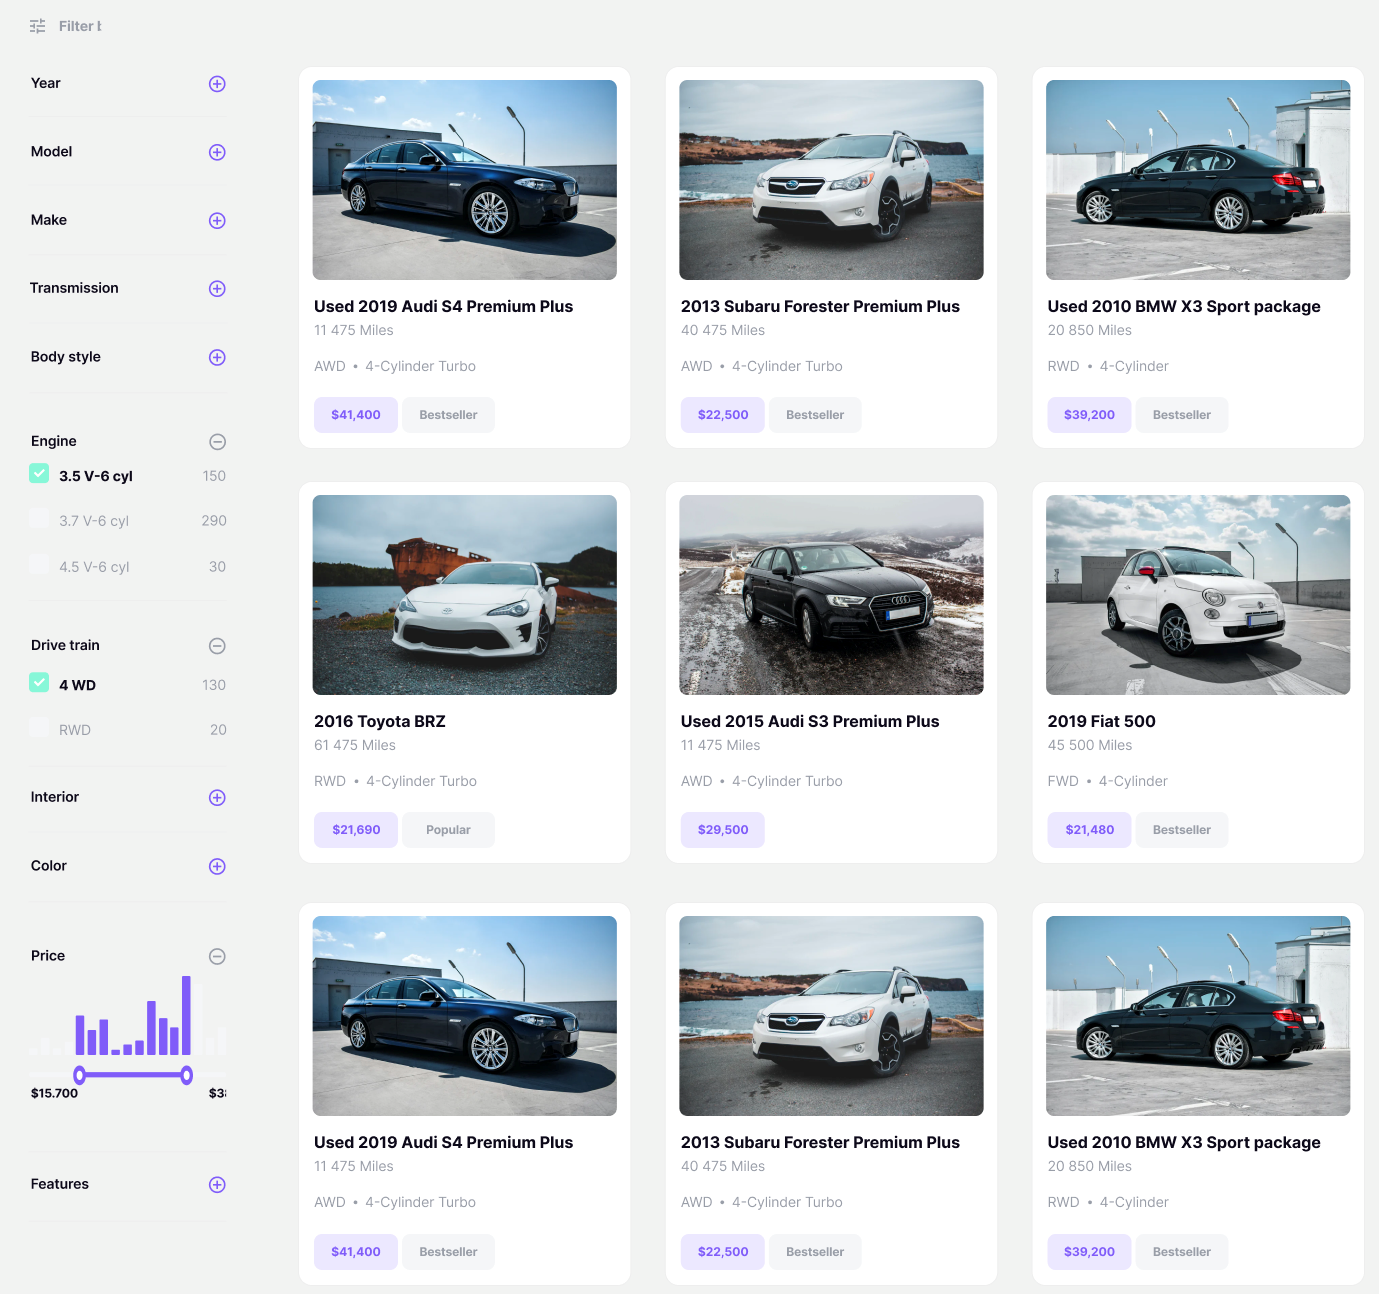 Filter
Year
Model
Make
Transmission
Body style
Engine
3.5 V-6 cyl 150
3.7 V-6 cyl 290
4.5 V-6 cyl 30
Drive train
4 WD 130
RWD 20
Interior
Color
Price
$15.700
Features
Used 2019 Audi S4 Premium Plus
11 475 Miles
AWD • 4-Cylinder Turbo
$41,400 Bestseller
2013 Subaru Forester Premium Plus
40 475 Miles
AWD • 4-Cylinder Turbo
$22,500 Bestseller
Used 2010 BMW X3 Sport package
20 850 Miles
RWD • 4-Cylinder
$39,200 Bestseller
2016 Toyota BRZ
61 475 Miles
RWD • 4-Cylinder Turbo
$21,690 Popular
Used 2015 Audi S3 Premium Plus
11 475 Miles
AWD • 4-Cylinder Turbo
$29,500
2019 Fiat 500
45 500 Miles
FWD • 4-Cylinder
$21,480 Bestseller
Used 2019 Audi S4 Premium Plus
11 475 Miles
AWD • 4-Cylinder Turbo
$41,400 Bestseller
2013 Subaru Forester Premium Plus
40 475 Miles
AWD • 4-Cylinder Turbo
$22,500 Bestseller
Used 2010 BMW X3 Sport package
20 850 Miles
RWD • 4-Cylinder
$39,200 Bestseller